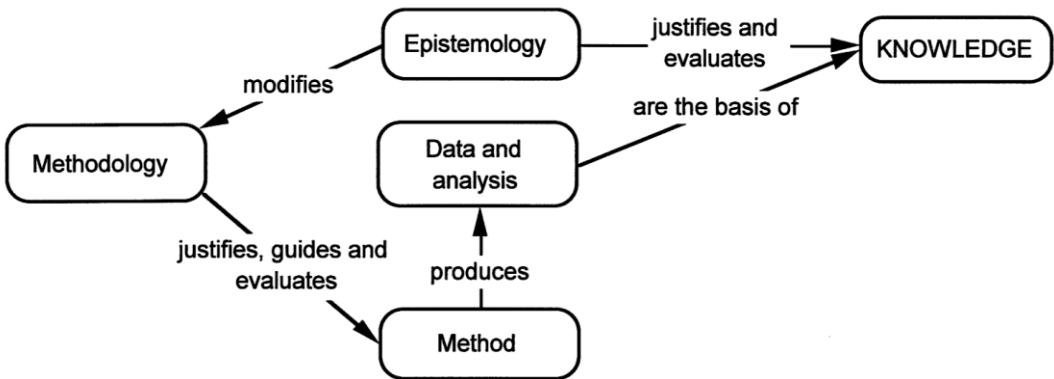 Epistemology
justifies and
evaluates
KNOWLEDGE
modifies
are the basis of
Methodology
Data and
analysis
justifies, guides and
evaluates
produces
Method